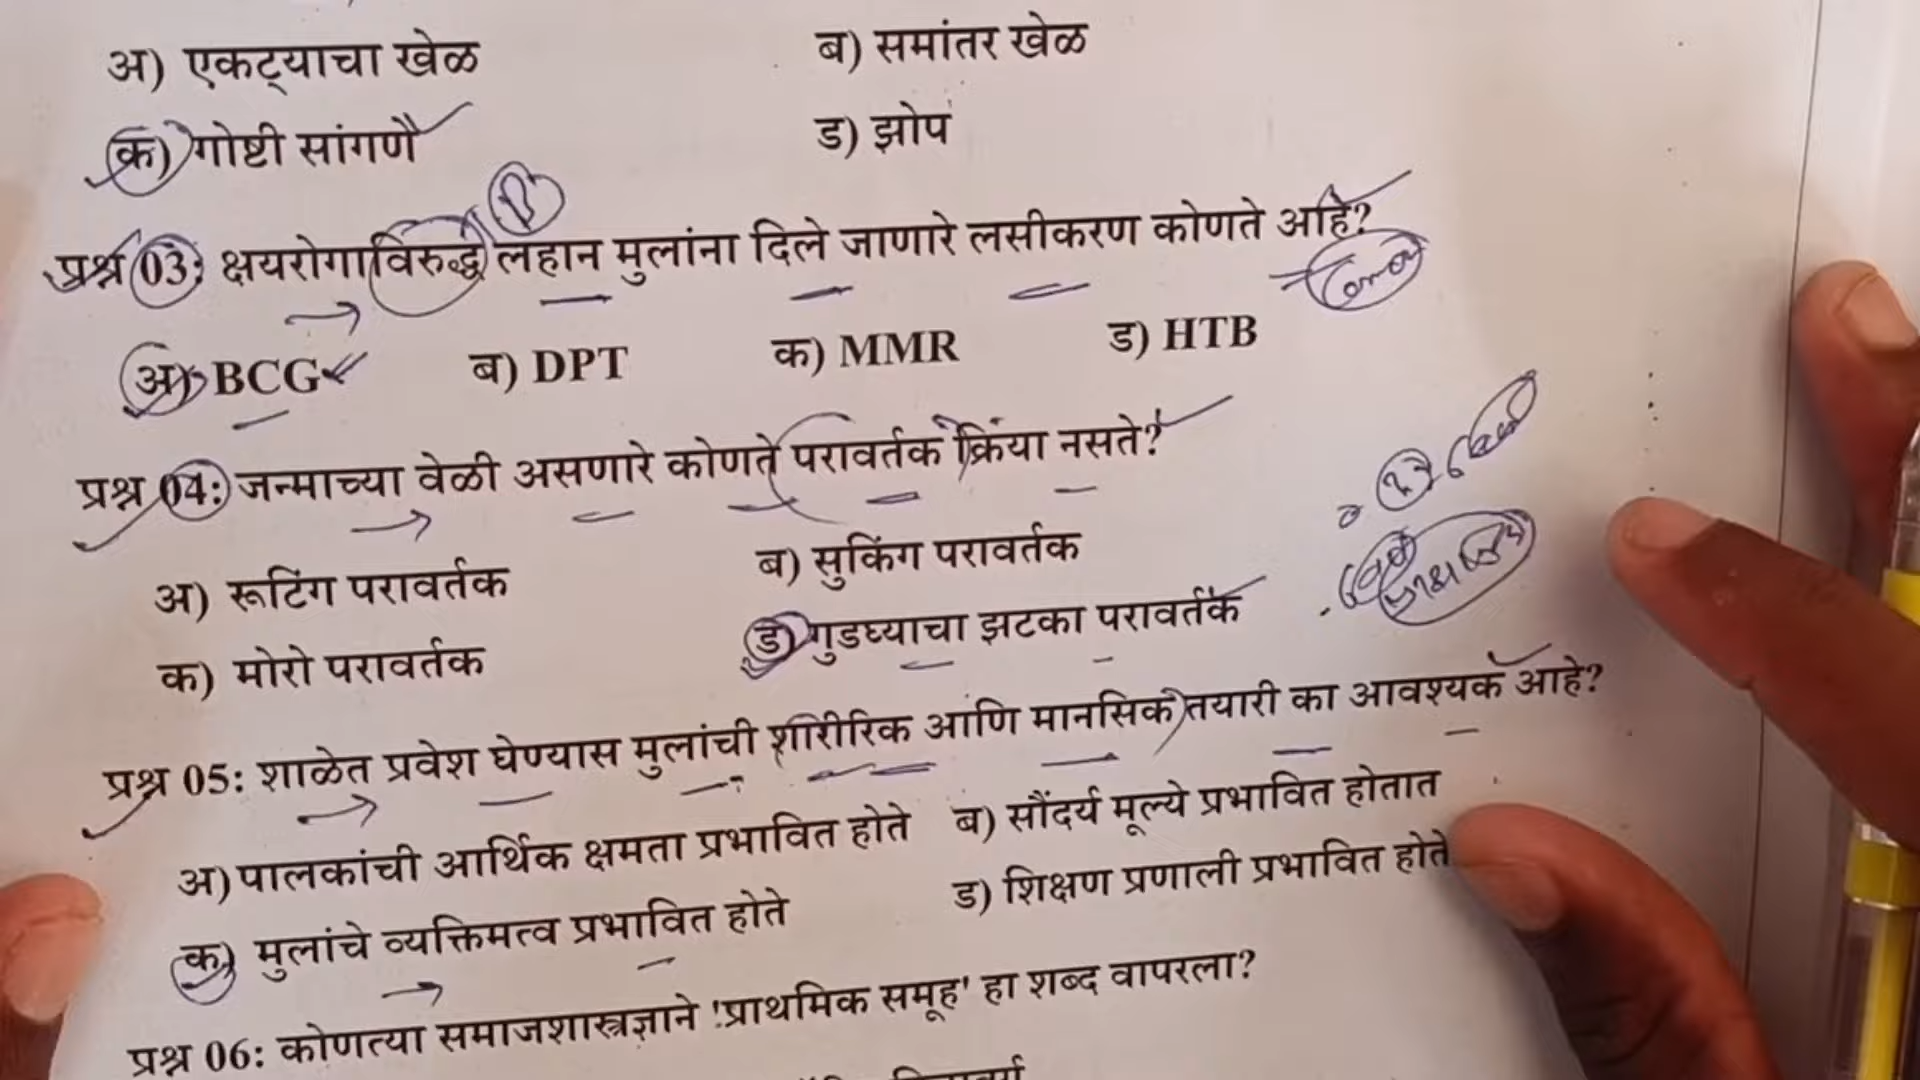 अ) एकट्याचा खेळ ब) समांतर खेळ
क) गोष्टी सांगणे ड) झोप
प्रश्न 03: क्षयरोगाविरुद्ध लहान मुलांना दिले जाणारे लसीकरण कोणते आहे?
अ) BCG ब) DPT क) MMR ड) HTB
प्रश्न 04: जन्माच्या वेळी असणारे कोणते परावर्तक क्रिया नसते?
अ) रूटिंग परावर्तक ब) सुकिंग परावर्तक
क) मोरो परावर्तक ड) गुडघ्याचा झटका परावर्तक
प्रश्न 05: शाळेत प्रवेश घेण्यास मुलांची शारीरिक आणि मानसिक तयारी का आवश्यक आहे?
अ) पालकांची आर्थिक क्षमता प्रभावित होते ब) सौंदर्य मूल्ये प्रभावित होतात
क) मुलांचे व्यक्तिमत्व प्रभावित होते ड) शिक्षण प्रणाली प्रभावित होते
प्रश्न 06: कोणत्या समाजशास्त्रज्ञाने 'प्राथमिक समूह' हा शब्द वापरला?